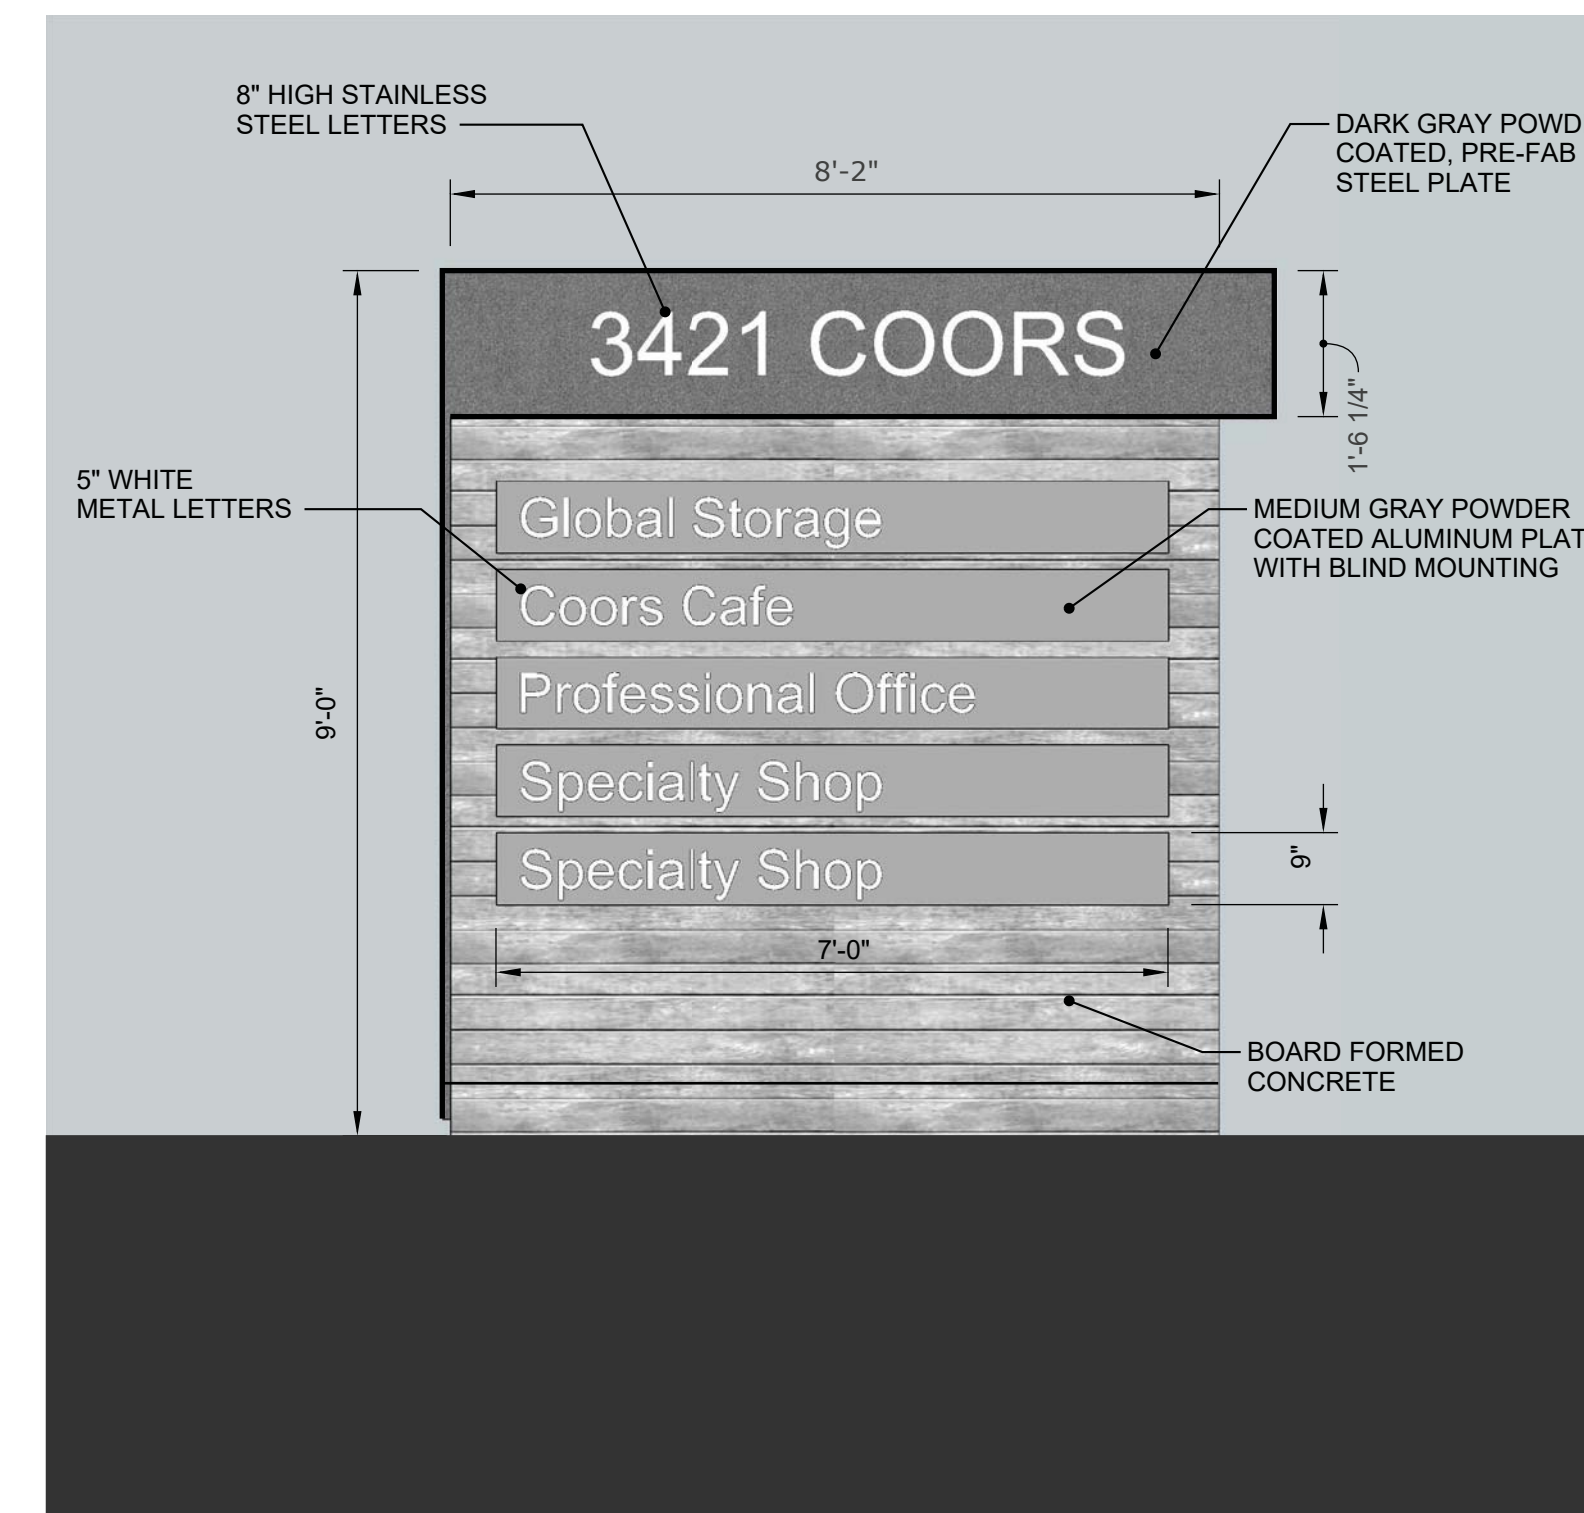 8" HIGH STAINLESS
STEEL LETTERS
DARK GRAY POWD
COATED, PRE-FAB
STEEL PLATE
8'-2"
3421 COORS
1'-6 1/4"
5" WHITE
METAL LETTERS
Global Storage
MEDIUM GRAY POWDER
COATED ALUMINUM PLAT
WITH BLIND MOUNTING
Coors Cafe
9'-0"
Professional Office
Specialty Shop
Specialty Shop
9"
7'-0"
BOARD FORMED
CONCRETE